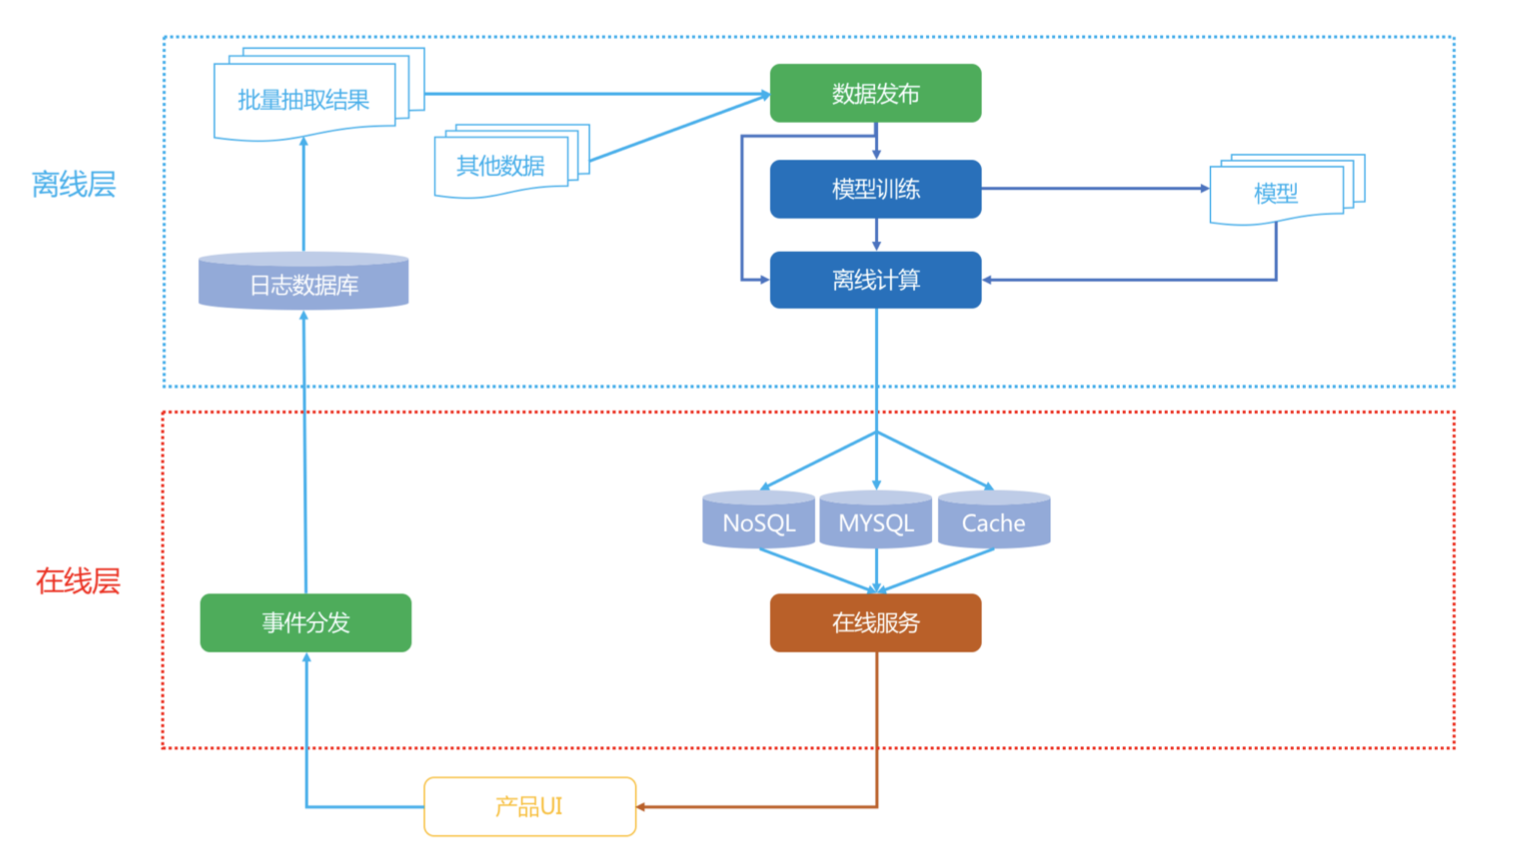 离线层
批量抽取结果
其他数据
数据发布
模型训练
模型
日志数据库
离线计算
在线层
NoSQL
MYSQL
Cache
事件分发
在线服务
产品UI